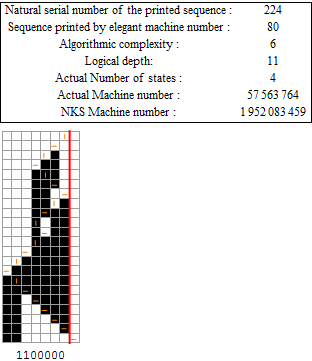 Natural serial number of the printed sequence : 224
Sequence printed by elegant machine number : 80
Algorithmic complexity : 6
Logical depth: 11
Actual Number of states : 4
Actual Machine number : 57 563 764
NKS Machine number : 1 952 083 459
1100000